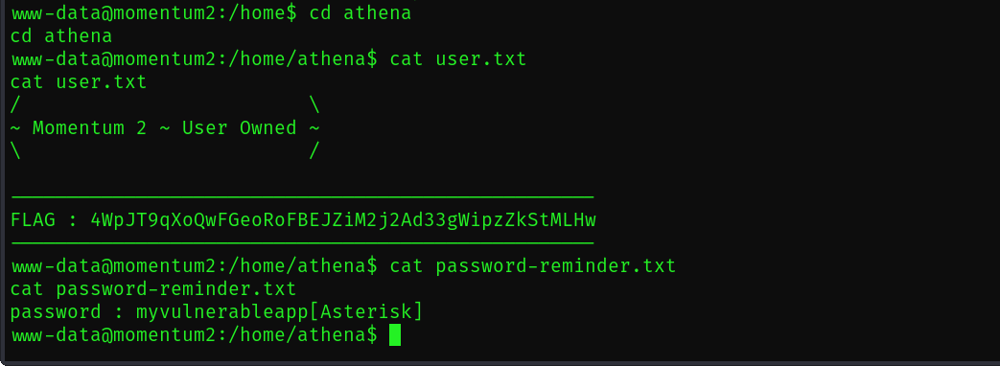 www-data@momentum2:/home$ cd athena
cd athena
www-data@momentum2:/home/athena$ cat user.txt
cat user.txt
/                          \
~ Momentum 2 ~ User Owned ~
\                          /

---------------------------------------------------
FLAG : 4WpJT9qXoQwFGeoRoFBEJZiM2j2Ad33gWipzZkStMLHw
---------------------------------------------------
www-data@momentum2:/home/athena$ cat password-reminder.txt
cat password-reminder.txt
password : myvulnerableapp[Asterisk]
www-data@momentum2:/home/athena$